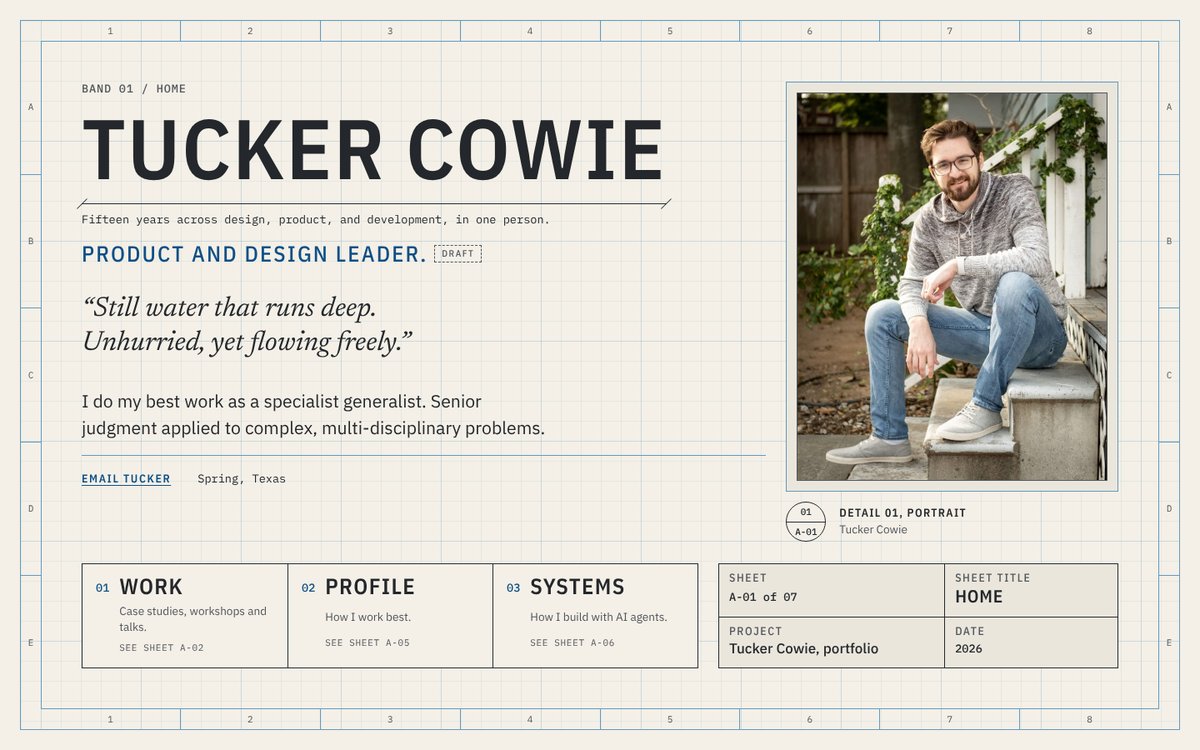 1 2 3 4 5 6 7 8
A A
BAND 01 / HOME
TUCKER COWIE
Fifteen years across design, product, and development, in one person.
B B
PRODUCT AND DESIGN LEADER. DRAFT
“Still water that runs deep.
Unhurried, yet flowing freely.”
C C
I do my best work as a specialist generalist. Senior
judgment applied to complex, multi-disciplinary problems.
EMAIL TUCKER Spring, Texas
D D
01
A-01
DETAIL 01, PORTRAIT
Tucker Cowie
01 WORK
Case studies, workshops and
talks.
SEE SHEET A-02
02 PROFILE
How I work best.
SEE SHEET A-05
03 SYSTEMS
How I build with AI agents.
SEE SHEET A-06
SHEET
A-01 of 07
SHEET TITLE
HOME
PROJECT
Tucker Cowie, portfolio
DATE
2026
E E
1 2 3 4 5 6 7 8